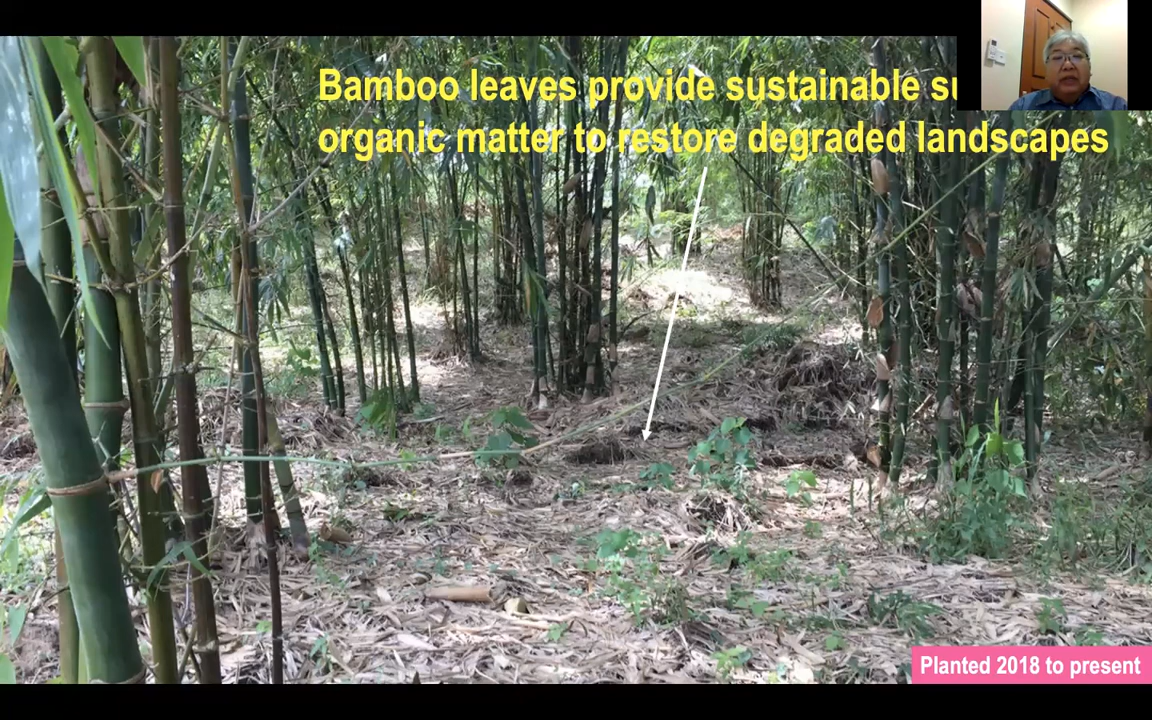 Bamboo leaves provide sustainable
organic matter to restore degraded landscapes
Planted 2018 to present